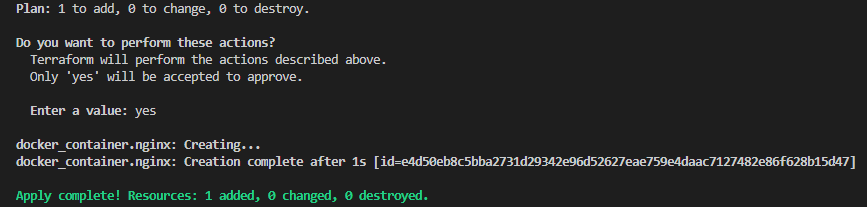 Plan: 1 to add, 0 to change, 0 to destroy.
Do you want to perform these actions?
Terraform will perform the actions described above.
Only 'yes' will be accepted to approve.
Enter a value: yes
docker_container.nginx: Creating...
docker_container.nginx: Creation complete after 1s [id=e4d50eb8c5bba2731d29342e96d52627eae759e4daac7127482e86f628b15d47]
Apply complete! Resources: 1 added, 0 changed, 0 destroyed.